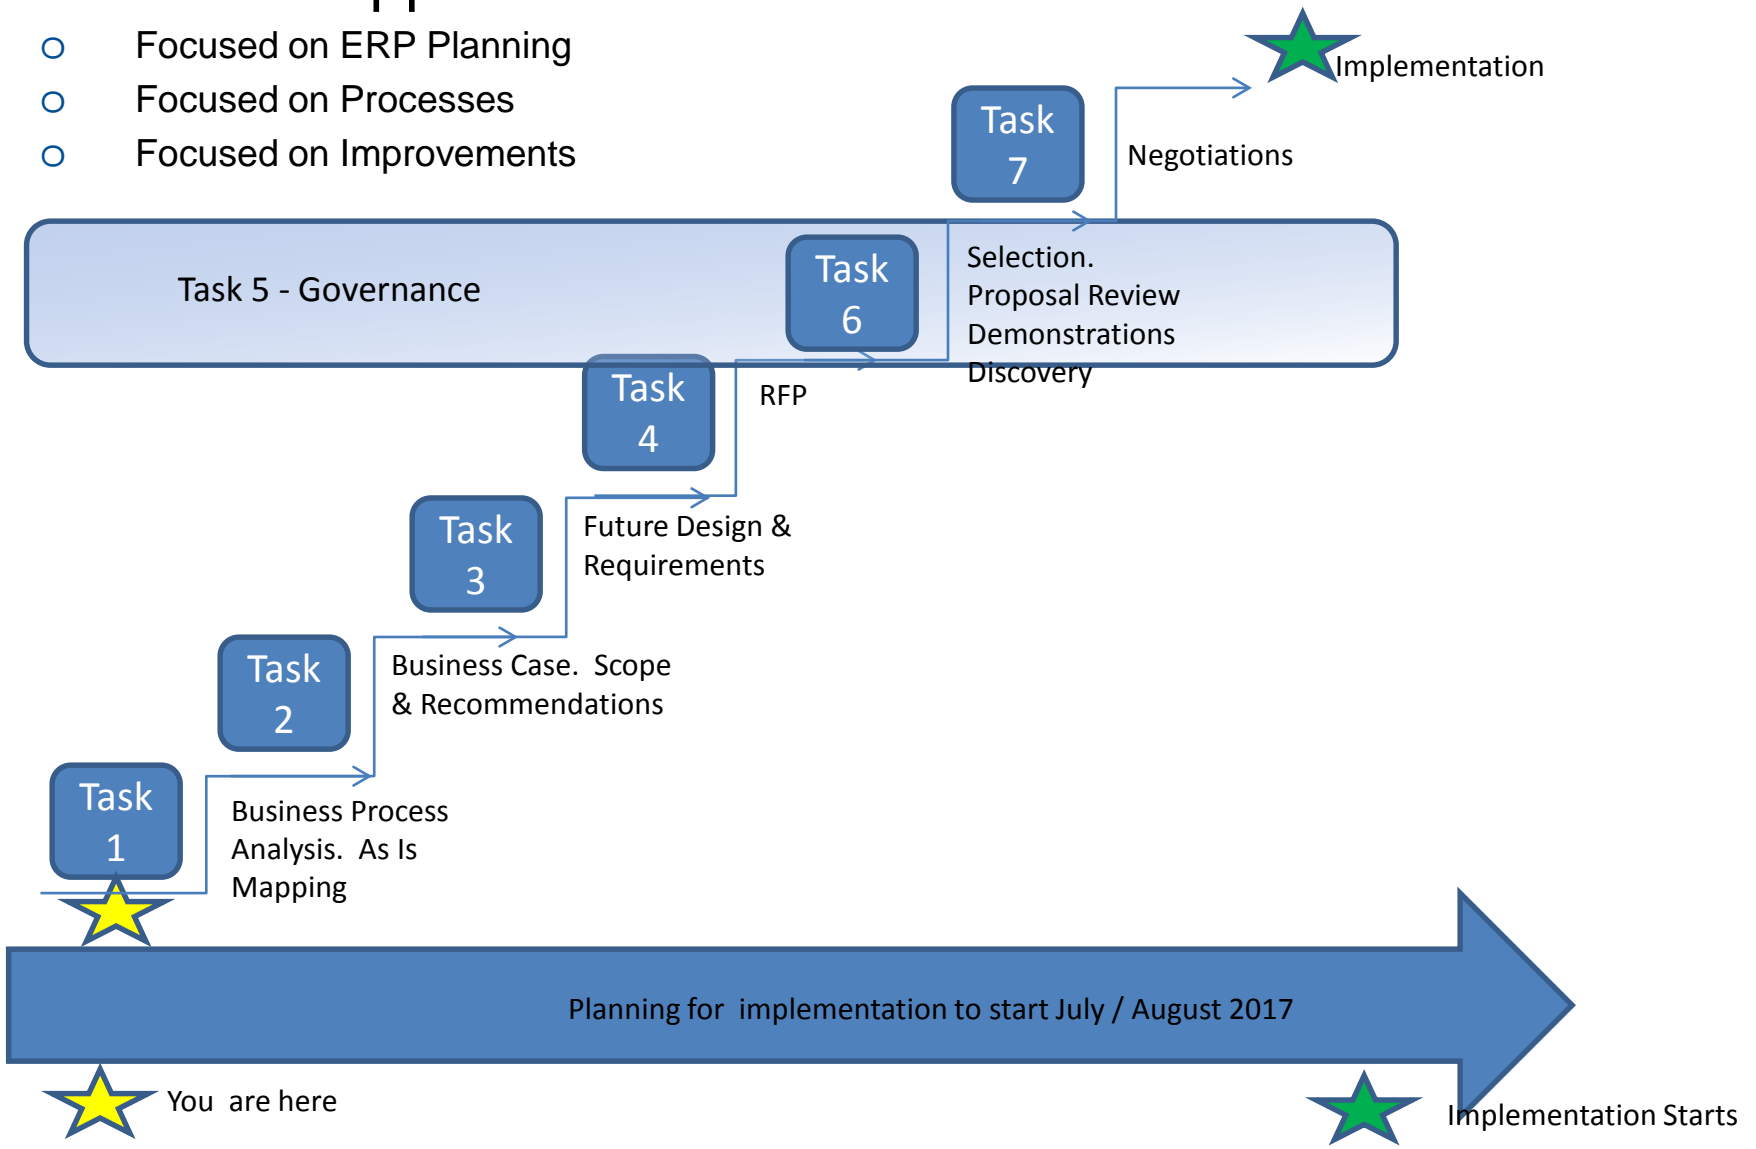 Focused on ERP Planning
Focused on Processes
Focused on Improvements
Implementation
Task
7
Negotiations
Task 5 - Governance
Task
6
Selection.
Proposal Review
Demonstrations
Discovery
Task
4
RFP
Task
3
Future Design &
Requirements
Task
2
Business Case.  Scope
& Recommendations
Task
1
Business Process
Analysis.  As Is
Mapping
Planning for  implementation to start July / August 2017
You  are here
Implementation Starts